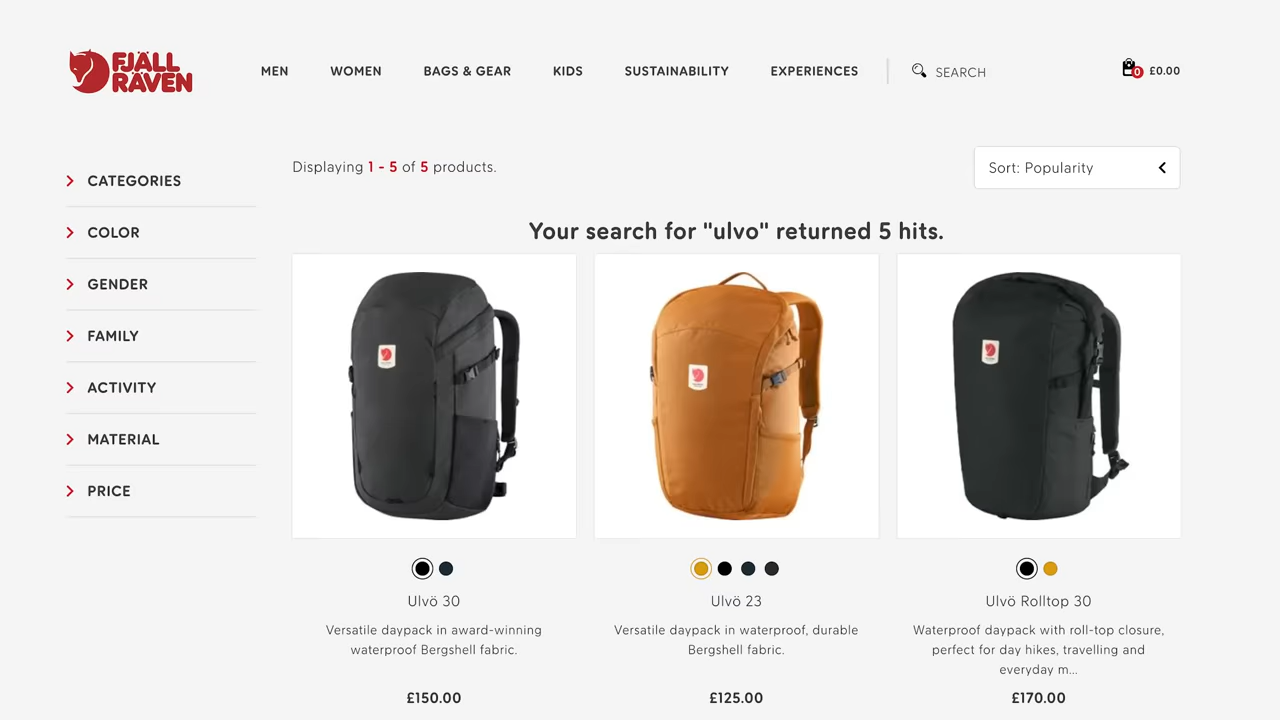 FJÄLL
RÄVEN
MEN
WOMEN
BAGS & GEAR
KIDS
SUSTAINABILITY
EXPERIENCES
SEARCH
0
£0.00
CATEGORIES
COLOR
GENDER
FAMILY
ACTIVITY
MATERIAL
PRICE
Displaying 1 - 5 of 5 products.
Sort: Popularity
Your search for "ulvo" returned 5 hits.
Ulvö 30
Versatile daypack in award-winning
waterproof Bergshell fabric.
£150.00
Ulvö 23
Versatile daypack in waterproof, durable
Bergshell fabric.
£125.00
Ulvö Rolltop 30
Waterproof daypack with roll-top closure,
perfect for day hikes, travelling and
everyday m...
£170.00